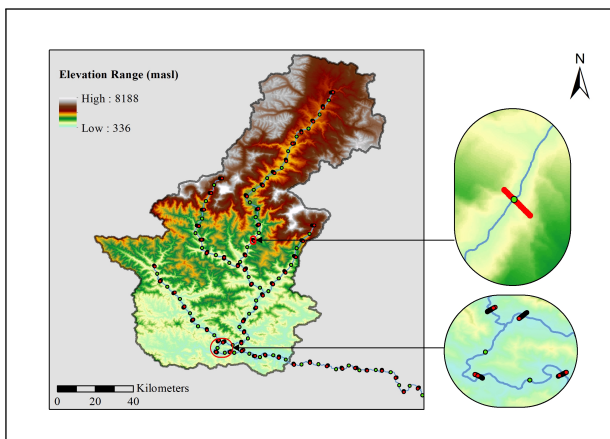 Elevation Range (masl)
High : 8188
Low : 336
N
Kilometers
0 20 40